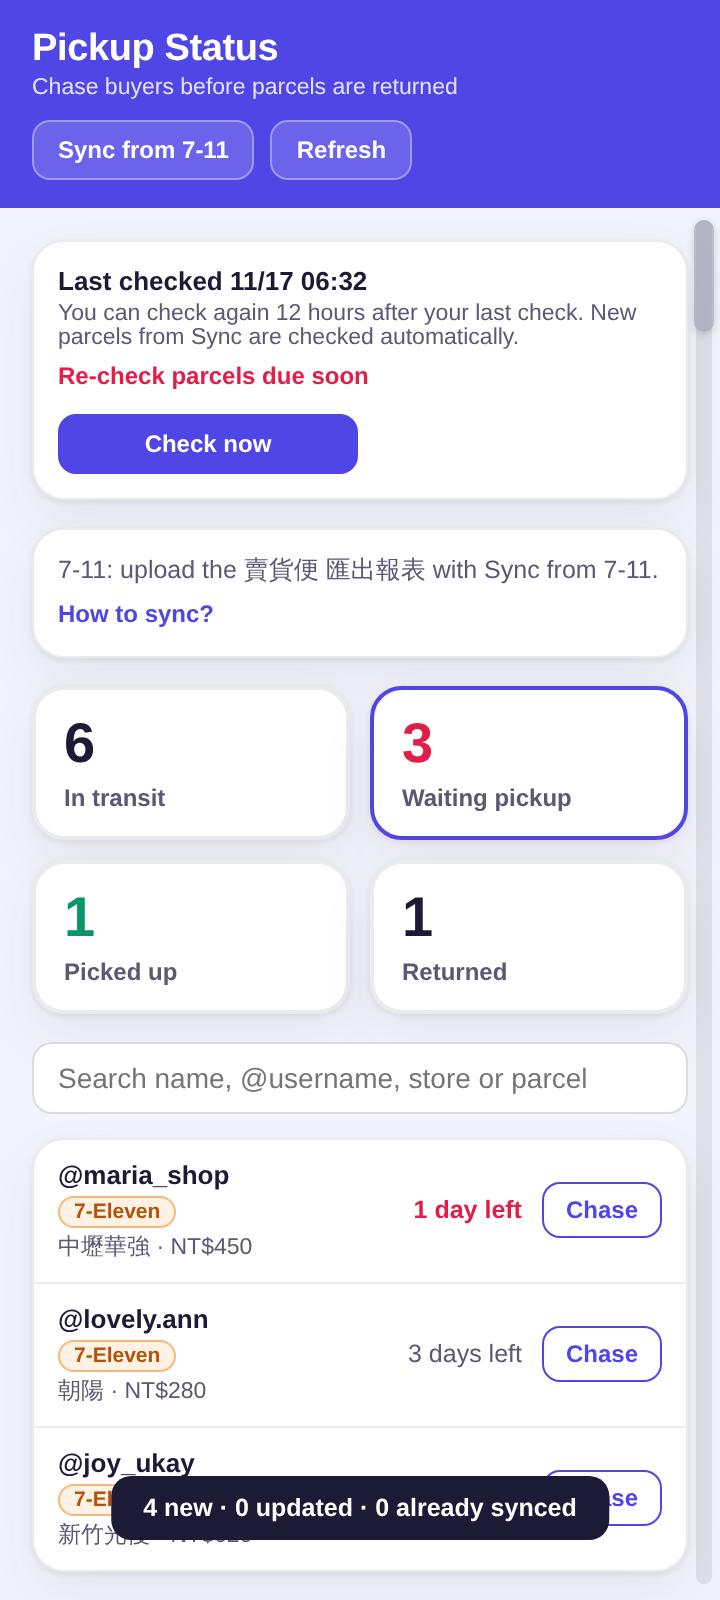 Pickup Status
Chase buyers before parcels are returned
Sync from 7-11
Refresh
Last checked 11/17 06:32
You can check again 12 hours after your last check. New
parcels from Sync are checked automatically.
Re-check parcels due soon
Check now
7-11: upload the 賣貨便 匯出報表 with Sync from 7-11.
How to sync?
6
In transit
3
Waiting pickup
1
Picked up
1
Returned
Search name, @username, store or parcel
@maria_shop
7-Eleven
中壢華強 · NT$450
1 day left
Chase
@lovely.ann
7-Eleven
朝陽 · NT$280
3 days left
Chase
@joy_ukay
4 new · 0 updated · 0 already synced